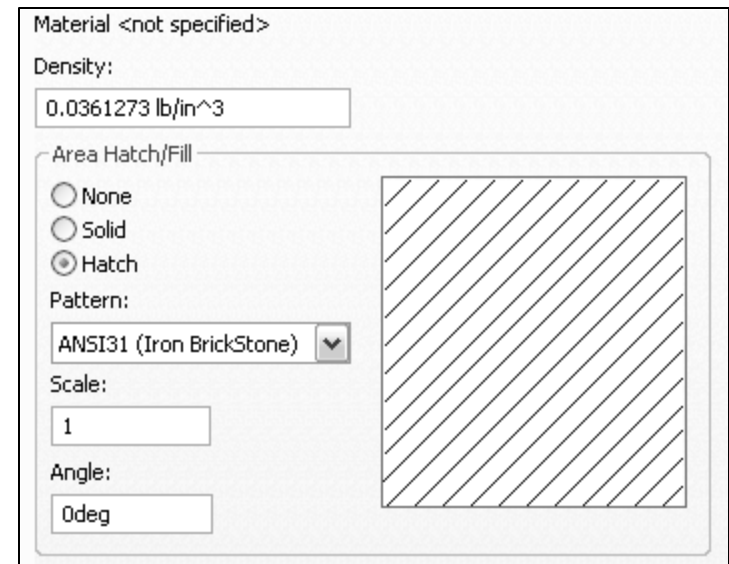 Material <not specified>
Density:
0.0361273 lb/in^3
Area Hatch/Fill
None
Solid
Hatch
Pattern:
ANSI31 (Iron BrickStone)
Scale:
1
Angle:
0deg